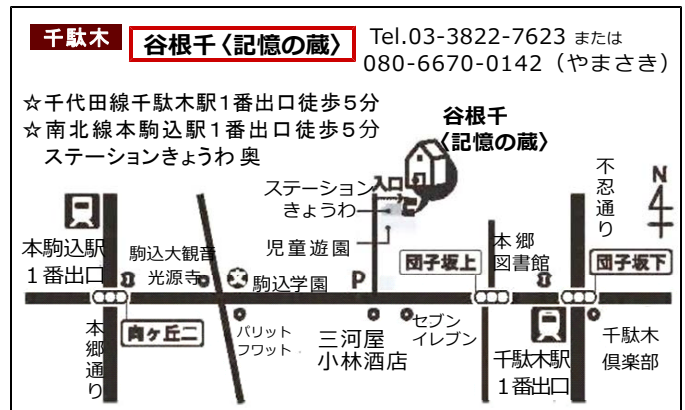 千駄木
谷根千〈記憶の蔵〉
Tel.03-3822-7623 または
080-6670-0142（やまさき）
☆千代田線千駄木駅1番出口徒歩5分
☆南北線本駒込駅1番出口徒歩5分
ステーションきょうわ 奥
谷根千
〈記憶の蔵〉
ステーション
きょうわ
入口
児童遊園
不忍通り
N
本駒込駅
1番出口
駒込大観音
光源寺
駒込学園
P
団子坂上
本郷
図書館
団子坂下
本郷通り
向ヶ丘二
パリット
フワット
三河屋
小林酒店
セブン
イレブン
千駄木駅
1番出口
千駄木
倶楽部